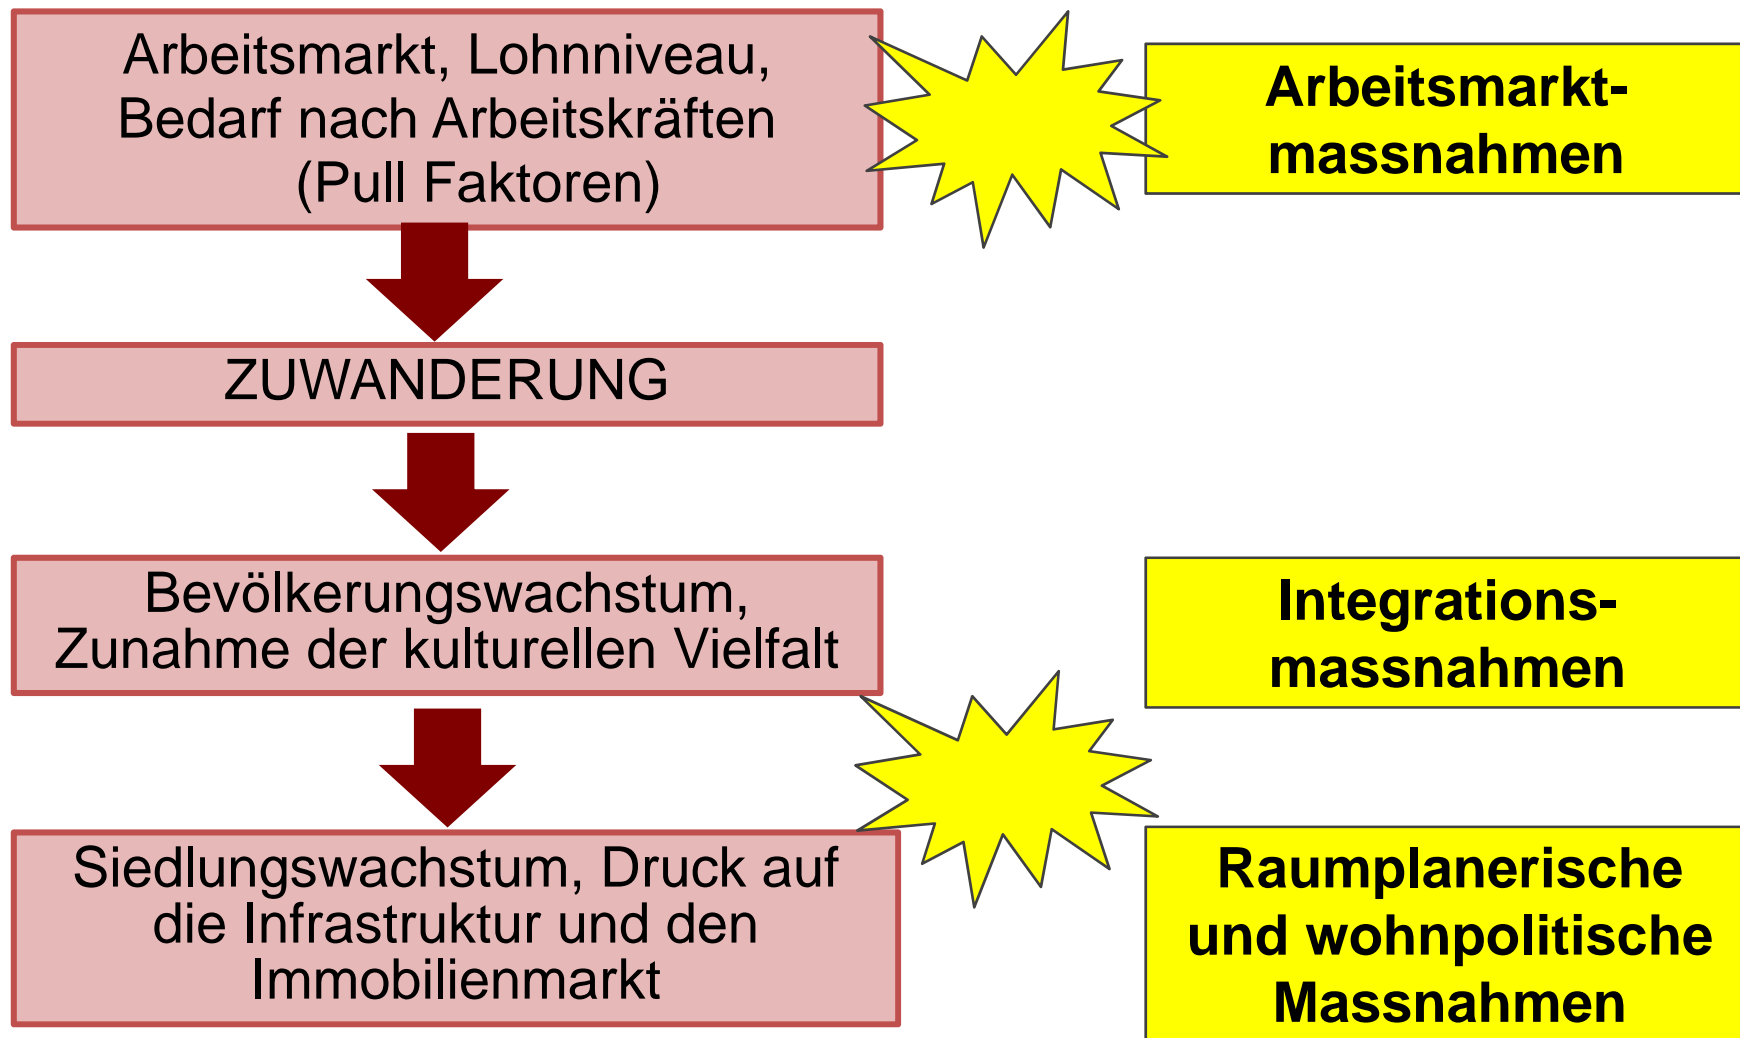 Arbeitsmarkt, Lohnniveau,
Bedarf nach Arbeitskräften
(Pull Faktoren)
Arbeitsmarkt-
massnahmen
ZUWANDERUNG
Bevölkerungswachstum,
Zunahme der kulturellen Vielfalt
Integrations-
massnahmen
Siedlungswachstum, Druck auf
die Infrastruktur und den
Immobilienmarkt
Raumplanerische
und wohnpolitische
Massnahmen